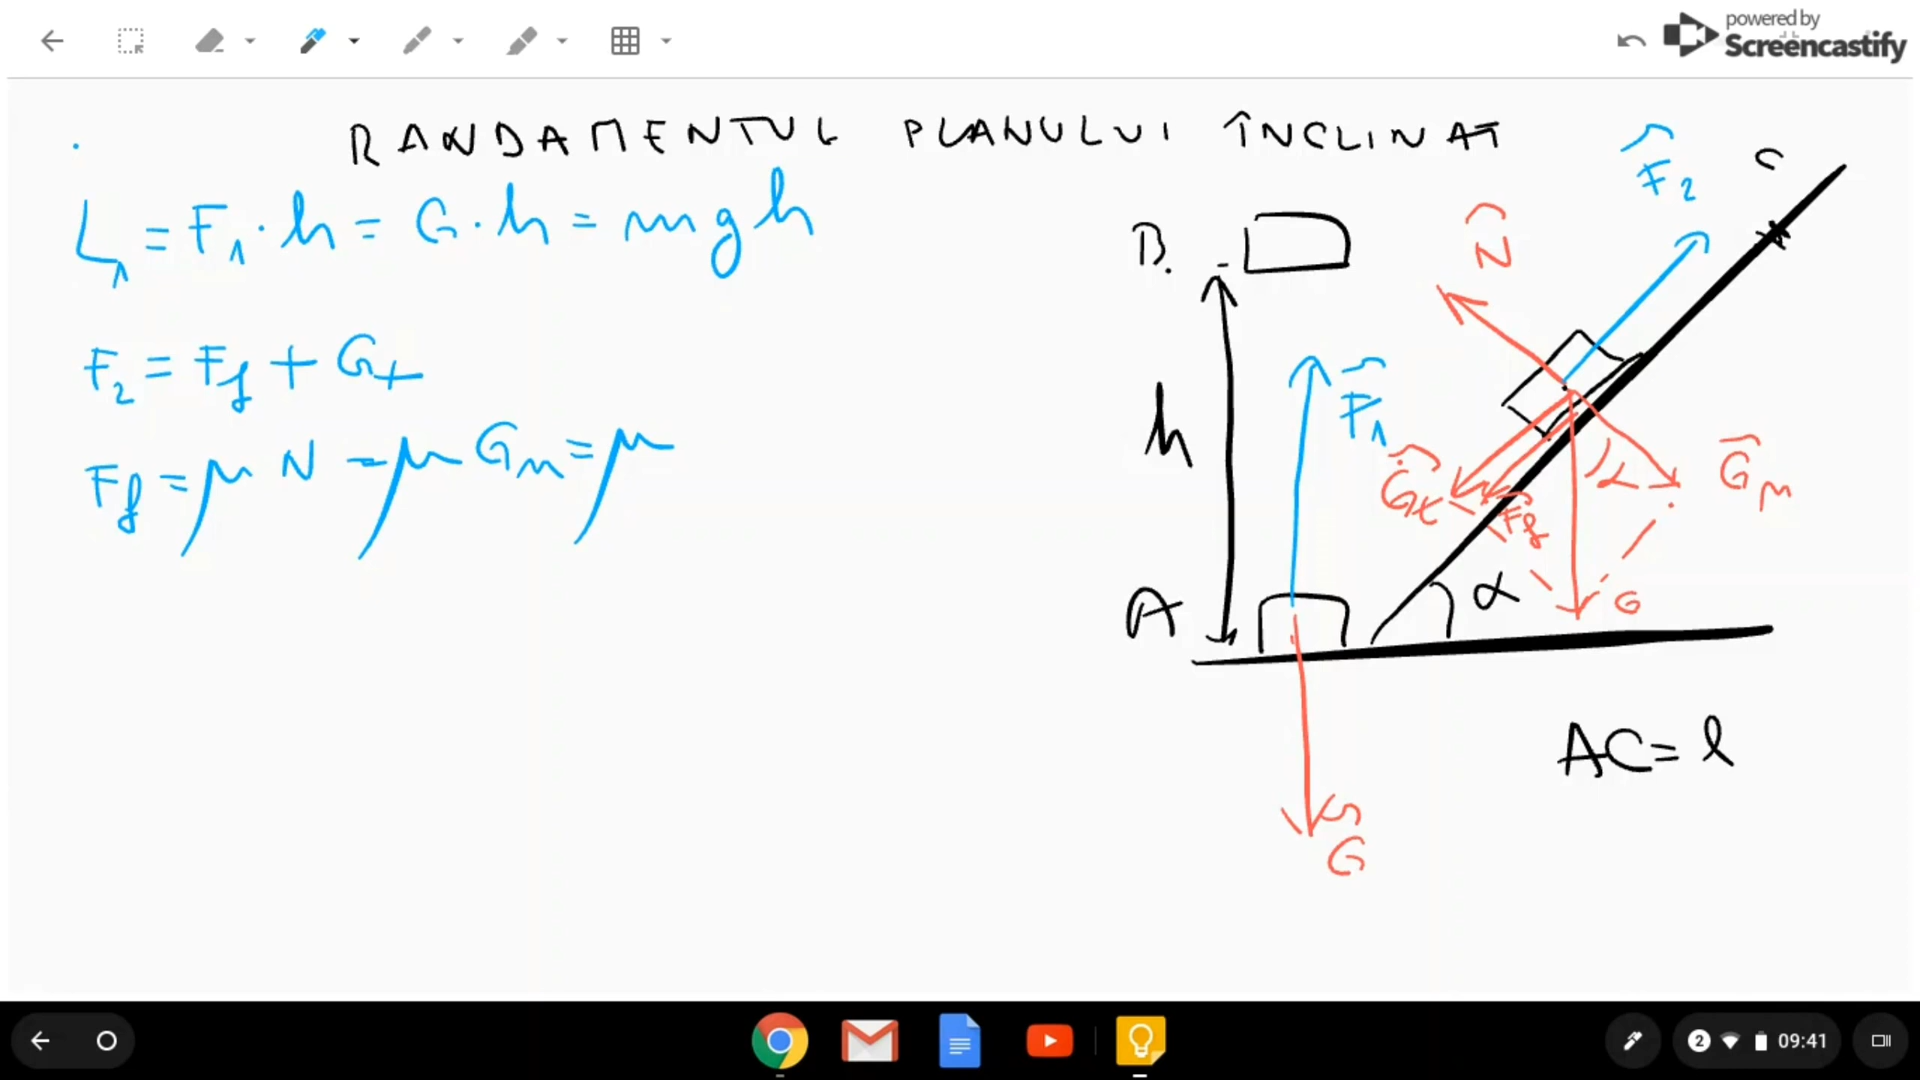 powered by
Screencastify
RANDAMENTUL PLANULUI ÎNCLINAT
L₁ = F₁ · h = G · h = mgh
F₂ = Ff + Gt
Ff = μ N = μ Gn = μ
B.
h
A
F₁
G
N
F₂
C
Gt
Ff
α
Gn
G
α
AC = l
2
09:41